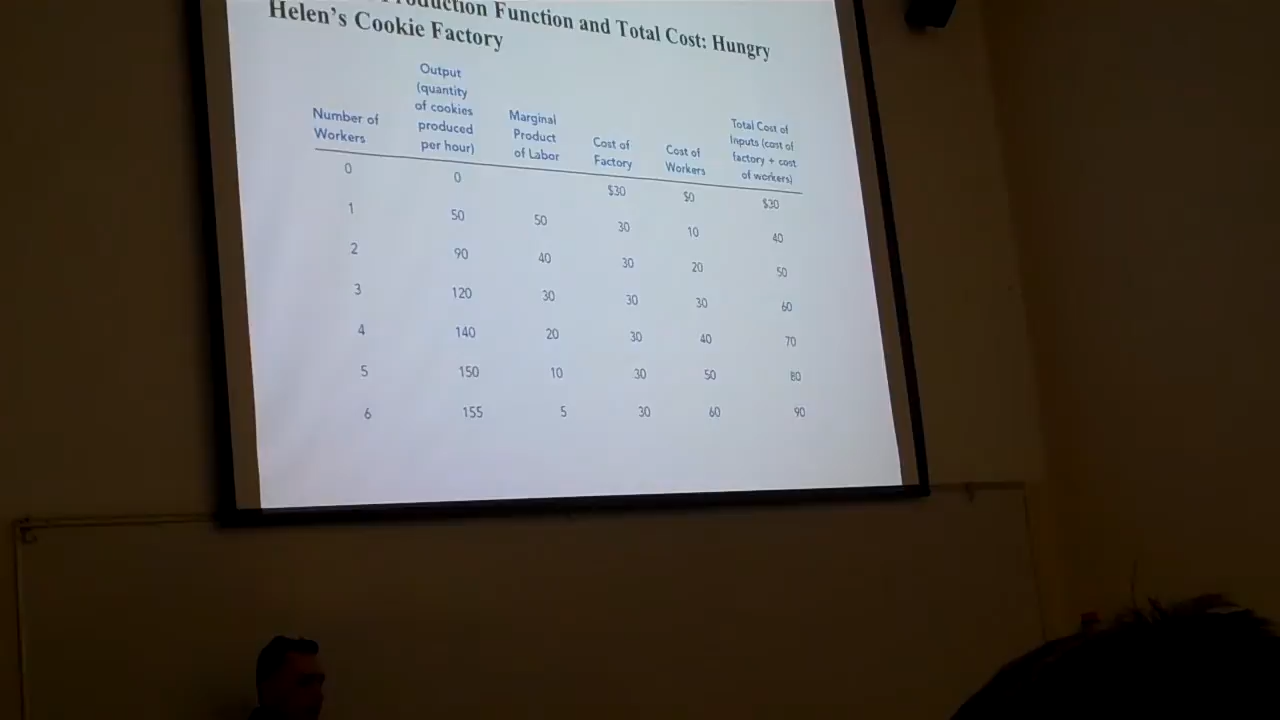 Production Function and Total Cost: Hungry
Helen's Cookie Factory
Number of
Workers
Output
(quantity
of cookies
produced
per hour)
Marginal
Product
of Labor
Cost of
Factory
Cost of
Workers
Total Cost of
Inputs (cost of
factory + cost
of workers)
0 0 $30 $0 $30
1 50 50 30 10 40
2 90 40 30 20 50
3 120 30 30 30 60
4 140 20 30 40 70
5 150 10 30 50 80
6 155 5 30 60 90